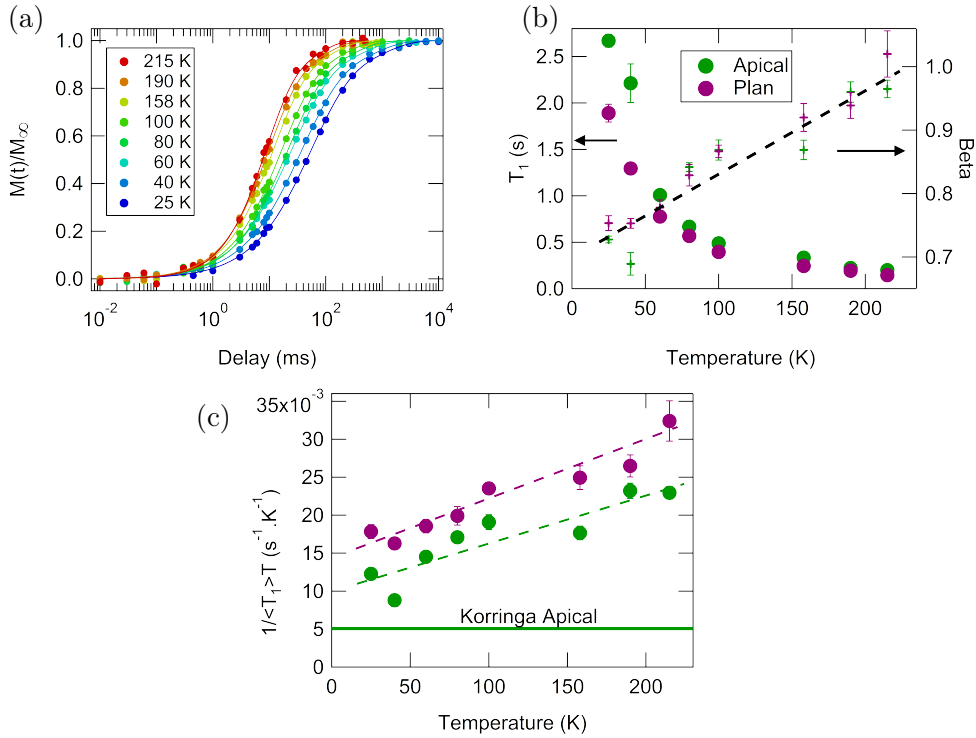 (a)
1.0
0.8
0.6
0.4
0.2
0.0
M(t)/M∞
215 K
190 K
158 K
100 K
80 K
60 K
40 K
25 K
10⁻² 10⁰ 10² 10⁴
Delay (ms)
(b)
2.5
2.0
1.5
1.0
0.5
0.0
T₁ (s)
Apical
Plan
1.0
0.9
0.8
0.7
Beta
0 50 100 150 200
Temperature (K)
(c)
35x10⁻³
30
25
20
15
10
5
0
1/<T₁>T (s⁻¹.K⁻¹)
Korringa Apical
0 50 100 150 200
Temperature (K)